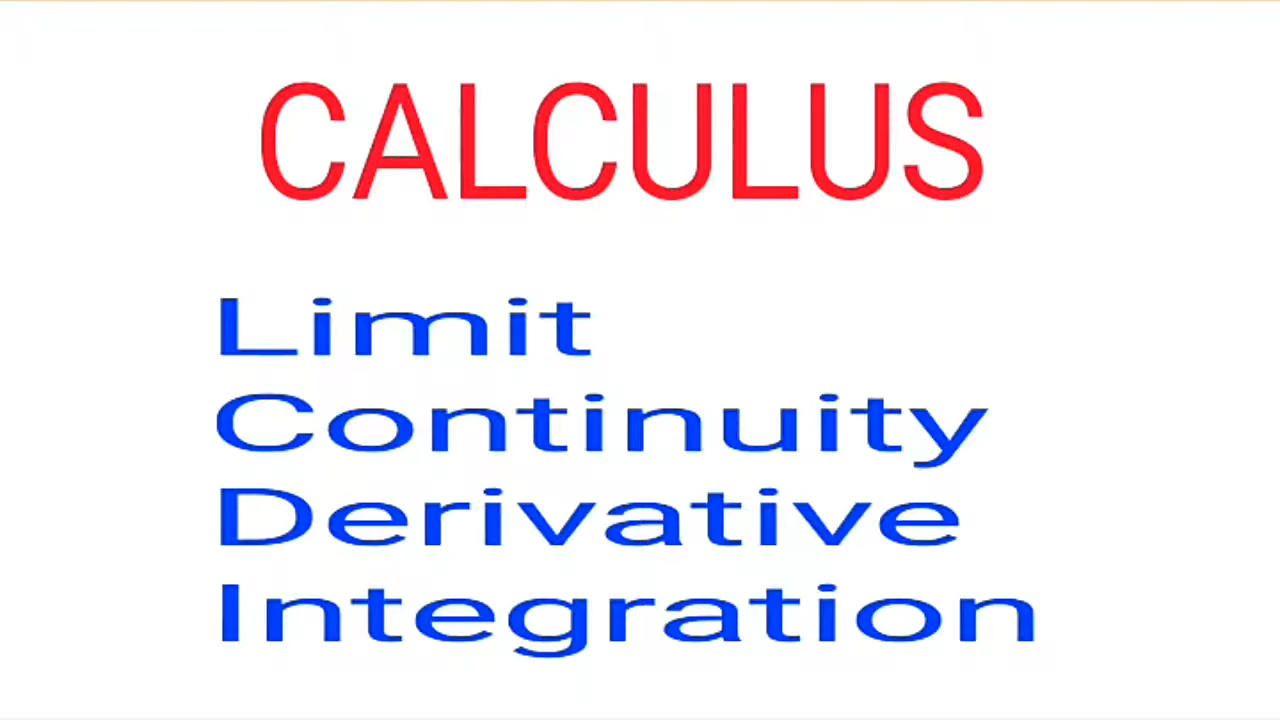 CALCULUS
Limit
Continuity
Derivative
Integration